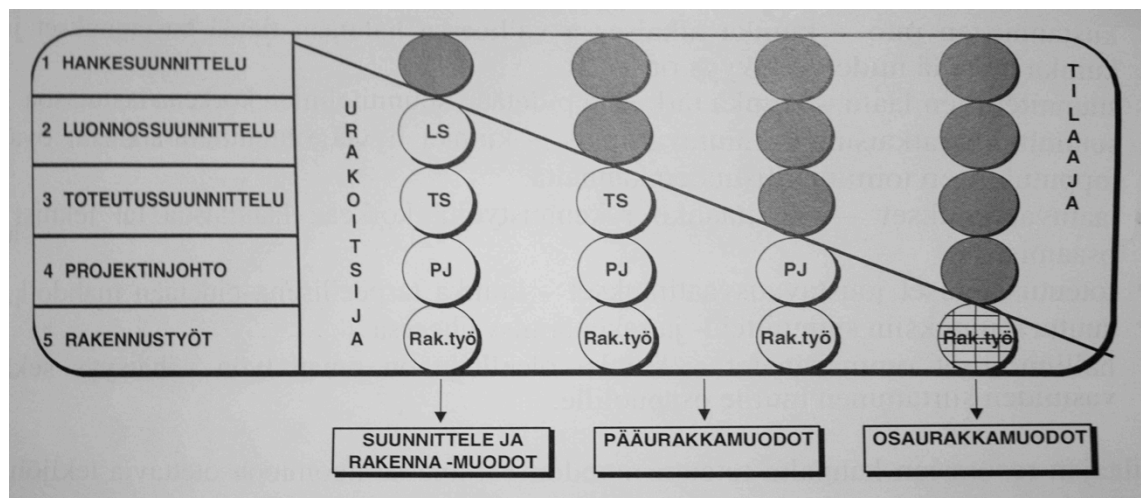 1 HANKESUUNNITTELU
2 LUONNOSSUUNNITTELU
3 TOTEUTUSSUUNNITTELU
4 PROJEKTINJOHTO
5 RAKENNUSTYÖT
RAKOITSIJA
LS
TS
TS
PJ
PJ
PJ
Rak.työ
Rak.työ
Rak.työ
Rak.työ
TILAAJA
SUUNNITTELE JA
RAKENNA -MUODOT
PÄÄURAKKAMUODOT
OSAURAKKAMUODOT